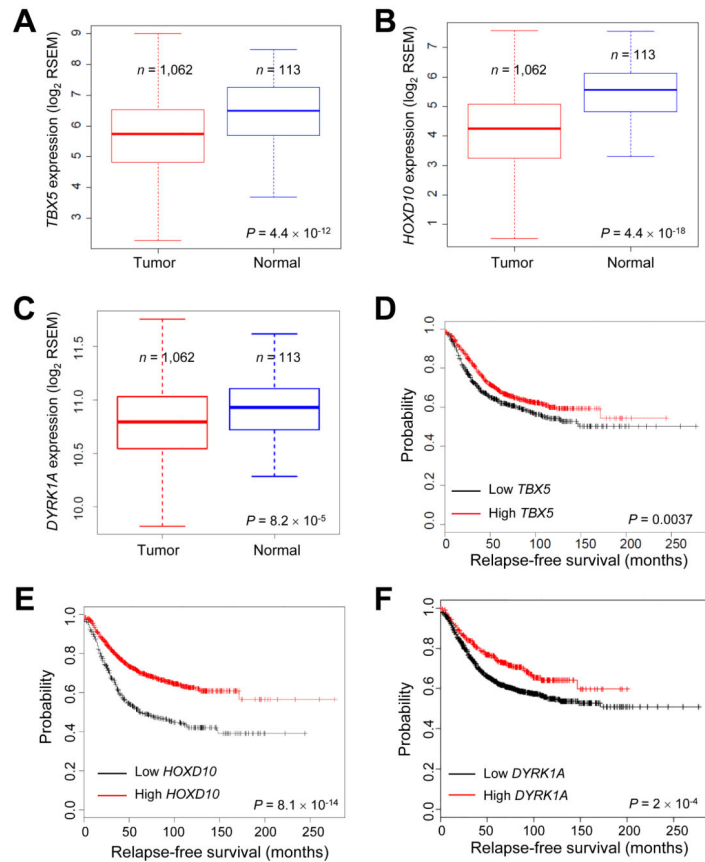 A
TBX5 expression (log₂ RSEM)
9
8
7
6
5
4
3
n = 1,062
n = 113
P = 4.4 × 10⁻¹²
Tumor
Normal
B
HOXD10 expression (log₂ RSEM)
7
6
5
4
3
2
1
n = 1,062
n = 113
P = 4.4 × 10⁻¹⁸
Tumor
Normal
C
DYRK1A expression (log₂ RSEM)
11.5
11.0
10.5
10.0
n = 1,062
n = 113
P = 8.2 × 10⁻⁵
Tumor
Normal
D
Probability
1.0
0.8
0.6
0.4
0.2
0.0
Low TBX5
High TBX5
P = 0.0037
0 50 100 150 200 250
Relapse-free survival (months)
E
Probability
1.0
0.8
0.6
0.4
0.2
0.0
Low HOXD10
High HOXD10
P = 8.1 × 10⁻¹⁴
0 50 100 150 200 250
Relapse-free survival (months)
F
Probability
1.0
0.8
0.6
0.4
0.2
0.0
Low DYRK1A
High DYRK1A
P = 2 × 10⁻⁴
0 50 100 150 200 250
Relapse-free survival (months)